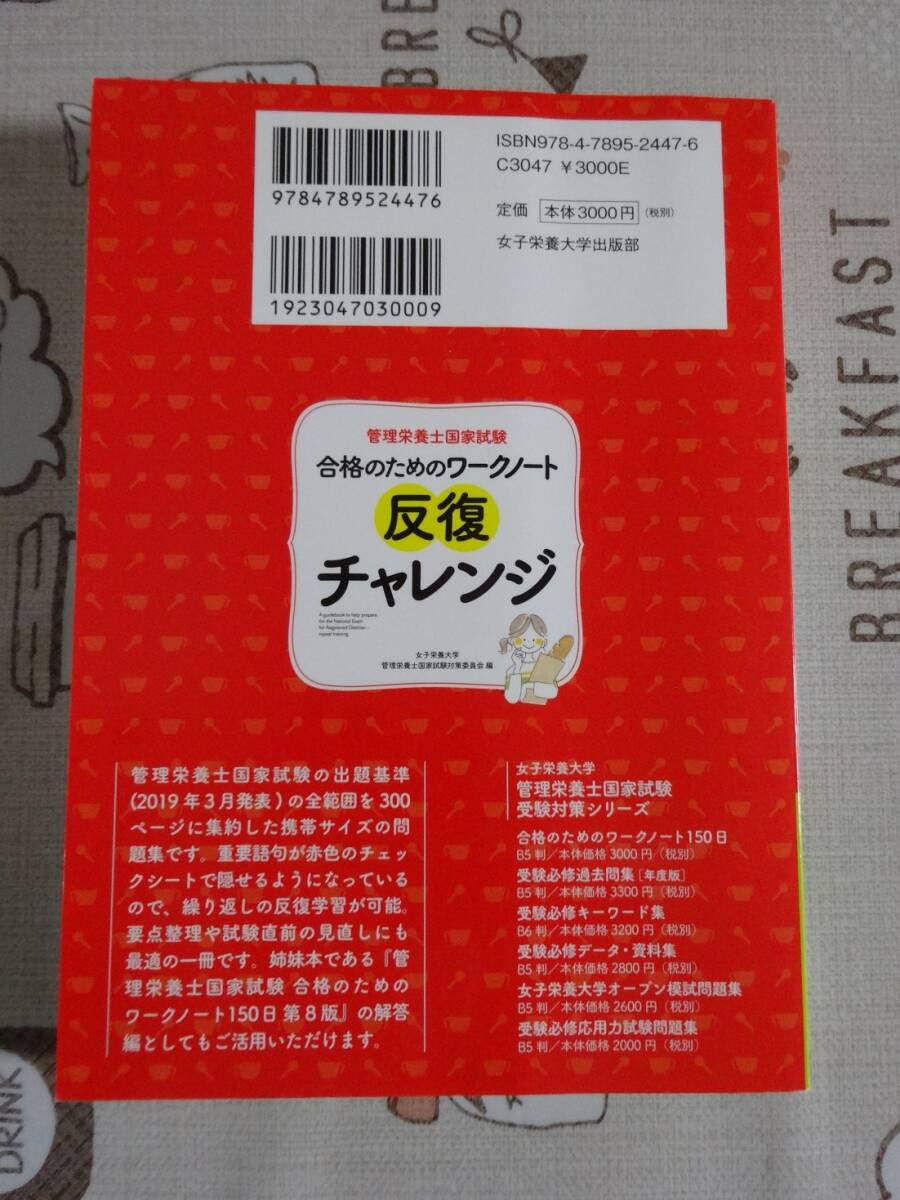 ISBN978-4-7895-2447-6
C3047 ¥3000E
9784789524476
定価 本体3000円 (税別)
女子栄養大学出版部
1923047030009
管理栄養士国家試験
合格のためのワークノート
反復
チャレンジ
A guidebook to help prepare
for the National Exam
for Registered Dietitian—
repeat training
女子栄養大学
管理栄養士国家試験対策委員会 編
管理栄養士国家試験の出題基準
(2019年3月発表)の全範囲を300
ページに集約した携帯サイズの問
題集です。重要語句が赤色のチェッ
クシートで隠せるようになっている
ので、繰り返しの反復学習が可能。
要点整理や試験直前の見直しにも
最適の一冊です。姉妹本である『管
理栄養士国家試験 合格のための
ワークノート150日 第8版』の解答
編としてもご活用いただけます。
女子栄養大学
管理栄養士国家試験
受験対策シリーズ
合格のためのワークノート150日
B5判／本体価格3000円（税別）
受験必修過去問集［年度版］
B5判／本体価格3300円（税別）
受験必修キーワード集
B6判／本体価格3200円（税別）
受験必修データ・資料集
B5判／本体価格2800円（税別）
女子栄養大学オープン模試問題集
B5判／本体価格2600円（税別）
受験必修応用力試験問題集
B5判／本体価格2000円（税別）
BRE
BREAKFAST
DRINK